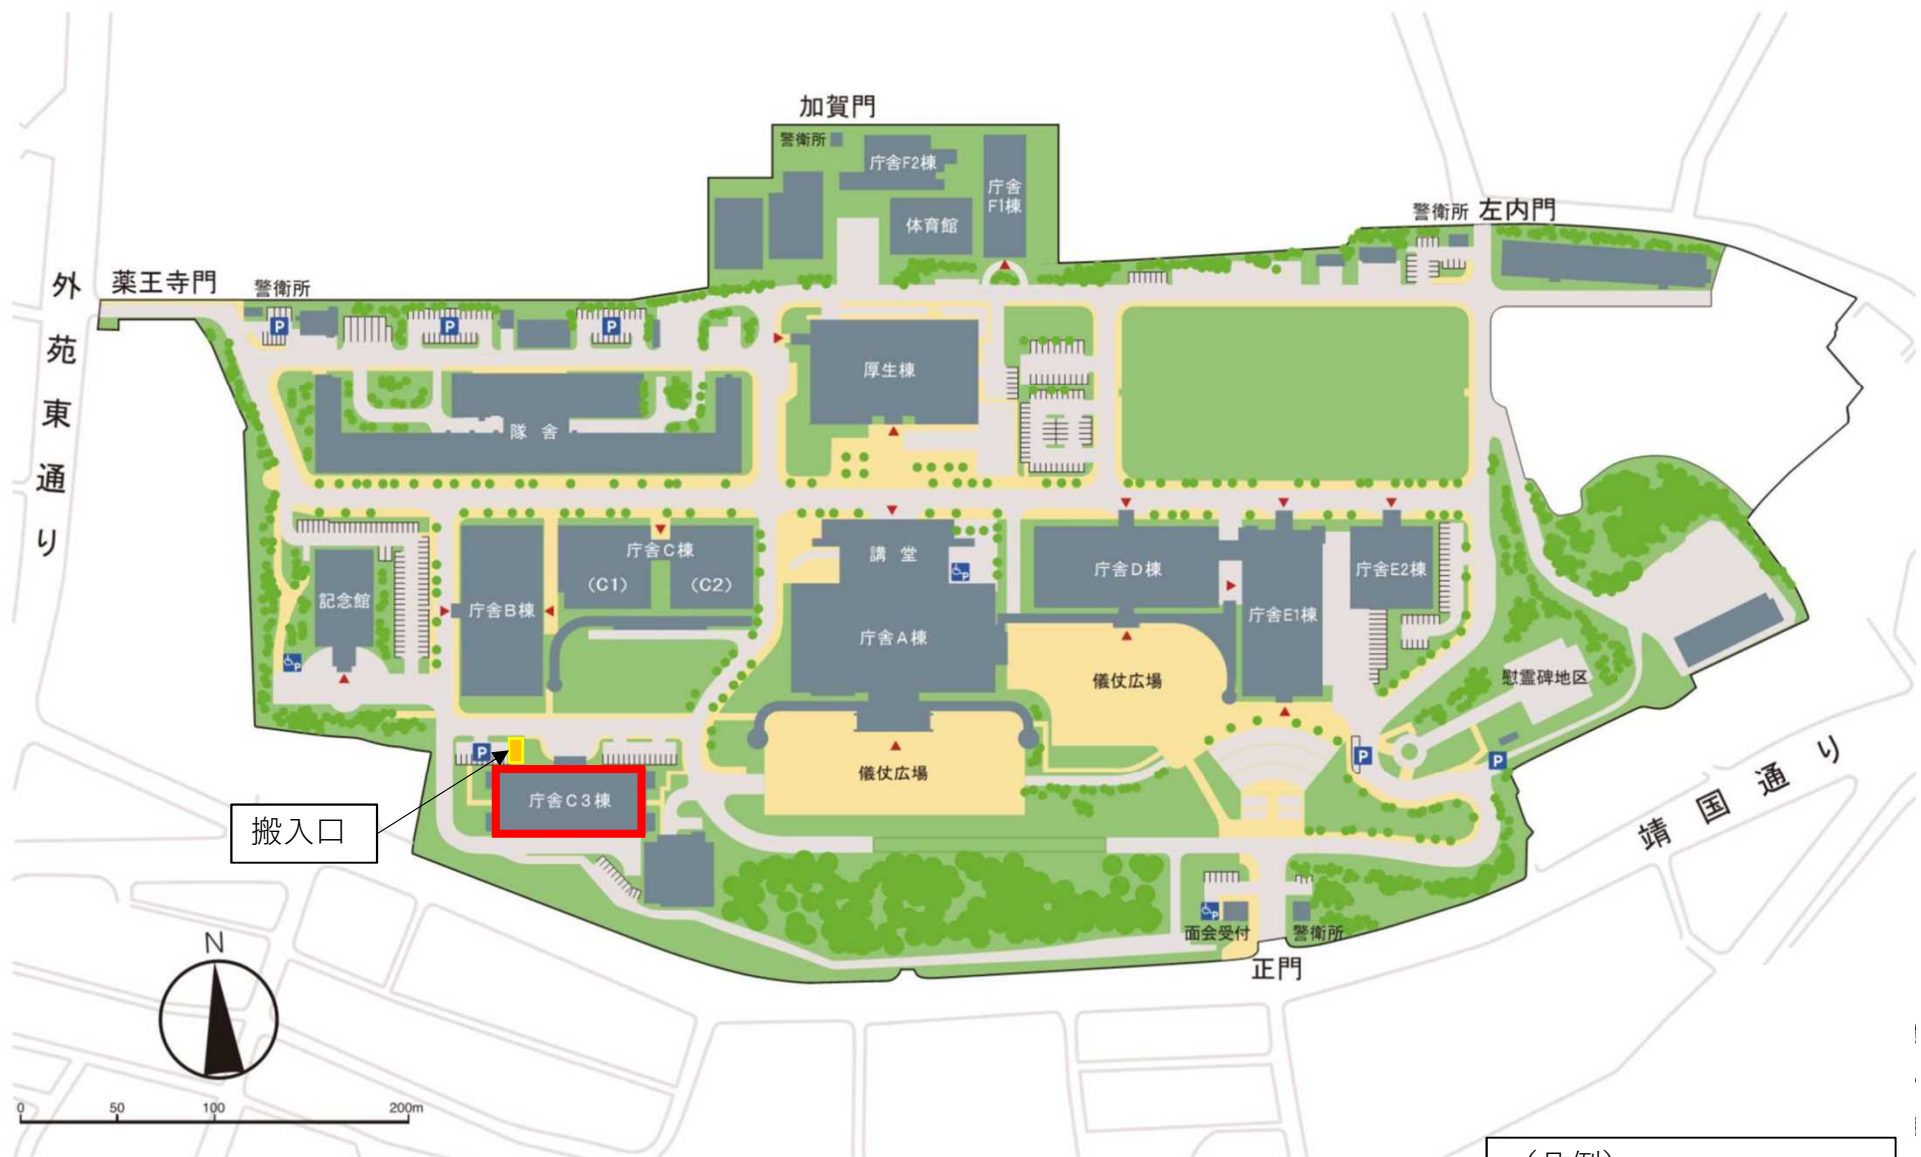 加賀門
警衛所
庁舎F2棟
庁舎
F1棟
体育館
警衛所 左内門
外苑東通り
薬王寺門
警衛所
P
P
P
厚生棟
隊 舎
講 堂
庁舎C棟
(C1)
(C2)
庁舎D棟
庁舎E2棟
P
記念館
庁舎B棟
庁舎A棟
庁舎E1棟
P
儀仗広場
慰霊碑地区
P
P
P
儀仗広場
庁舎C3棟
搬入口
靖国通り
P
面会受付
警衛所
正門
N
0
50
100
200m